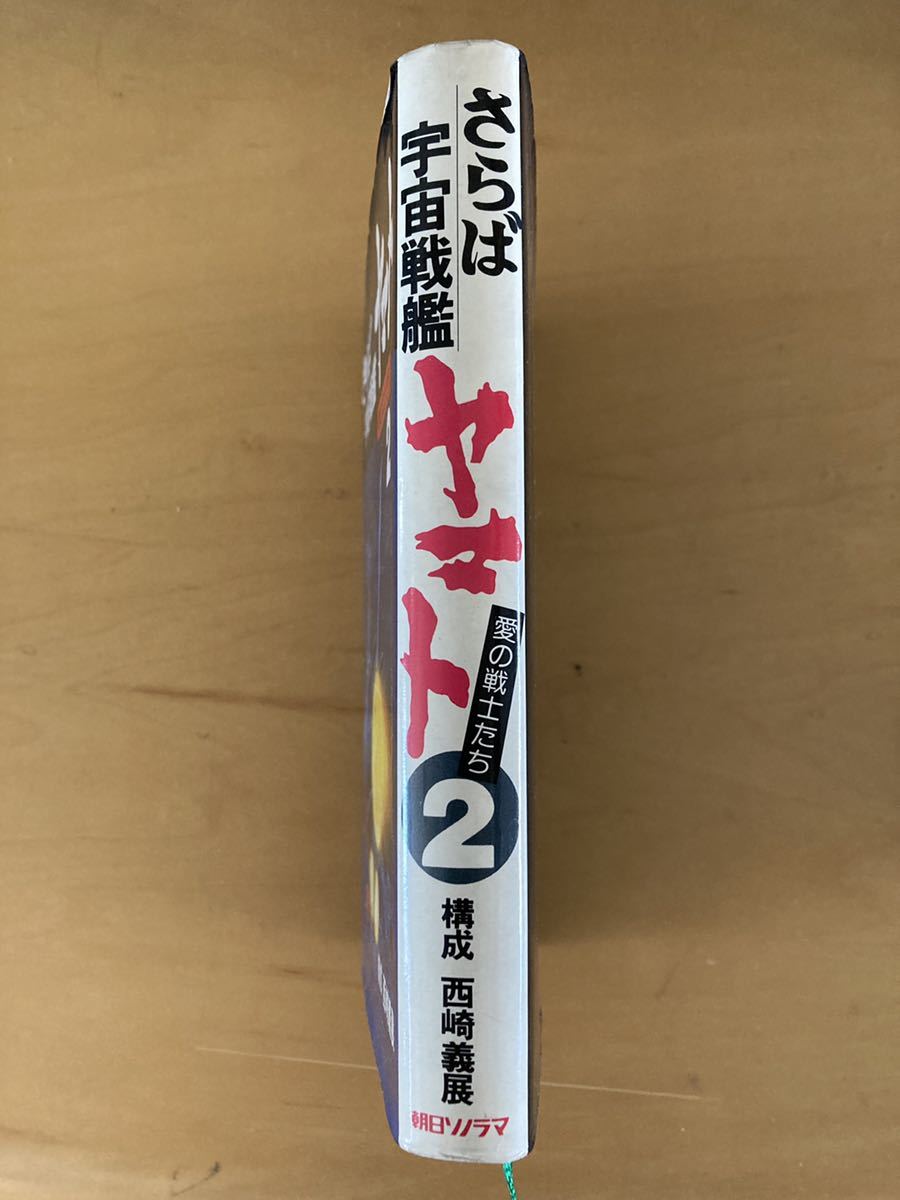 さらば
宇宙戦艦
ヤマト
愛の戦士たち
2
構成 西崎義展
朝日ソノラマ